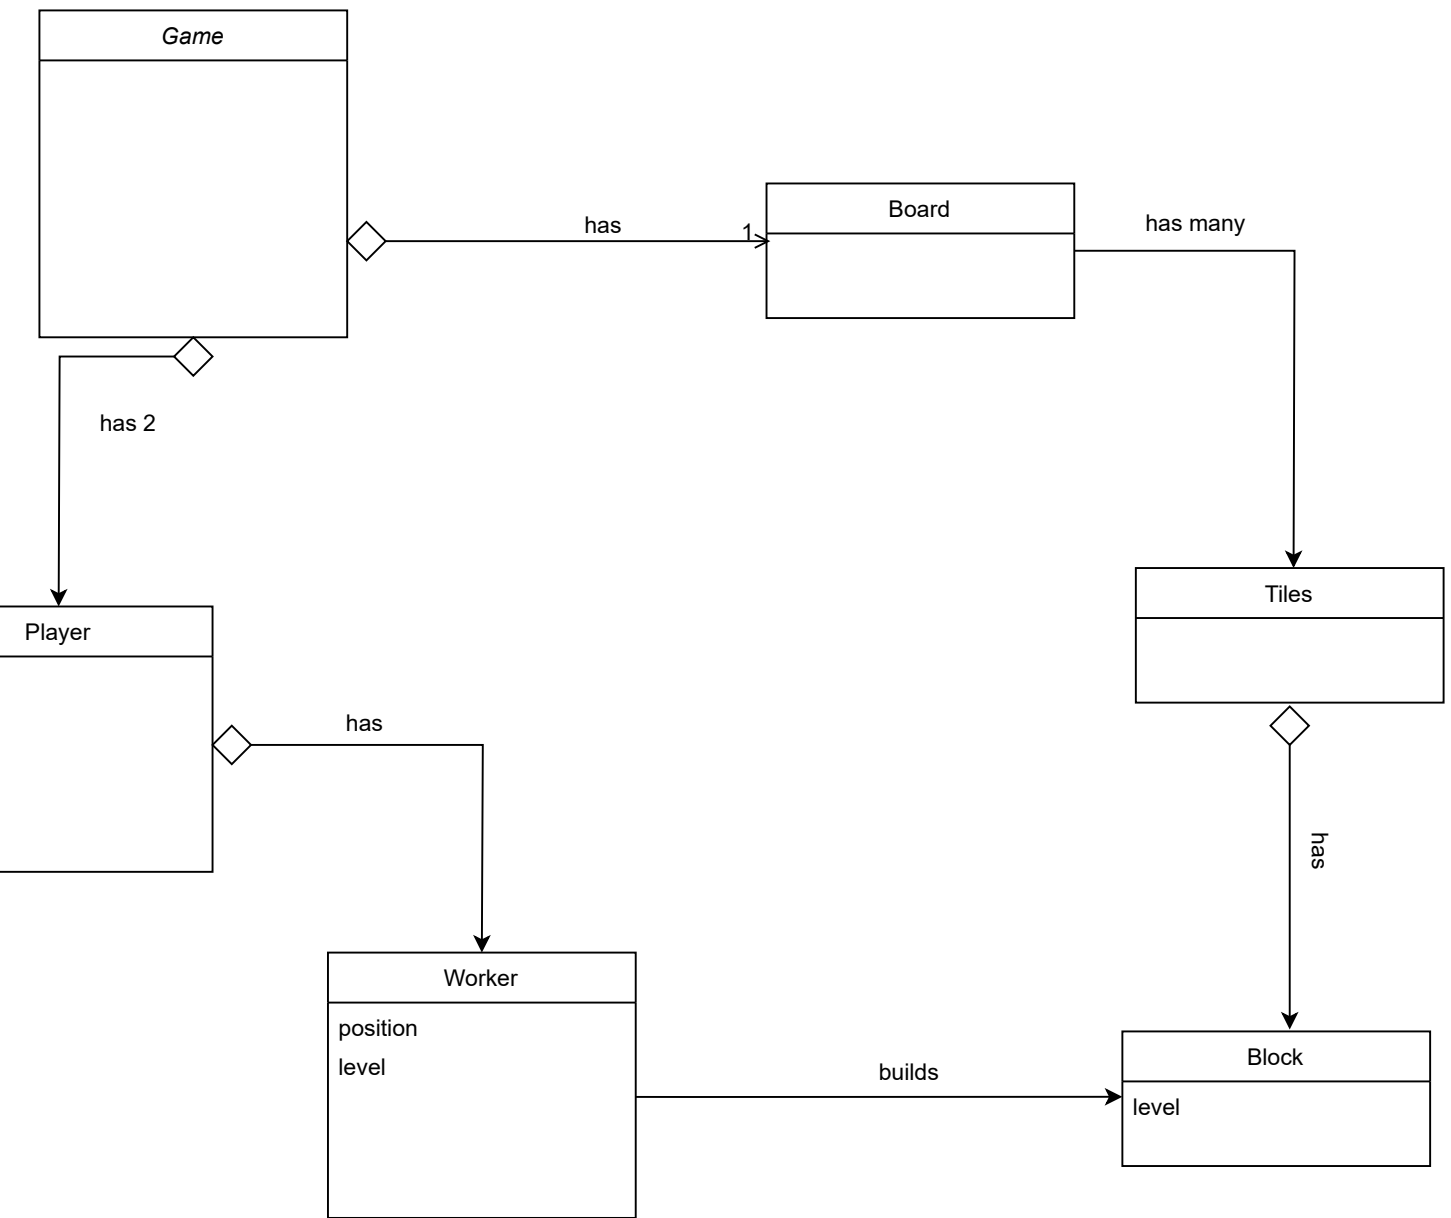 Game
has
1
Board
has many
has 2
Tiles
Player
has
has
Worker
position
level
builds
Block
level